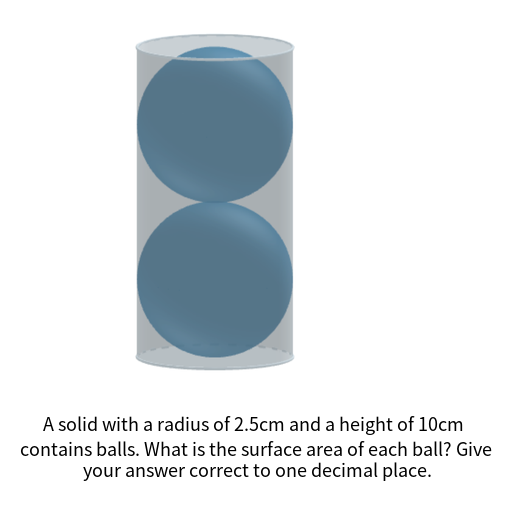 A solid with a radius of 2.5cm and a height of 10cm
contains balls. What is the surface area of each ball? Give
your answer correct to one decimal place.